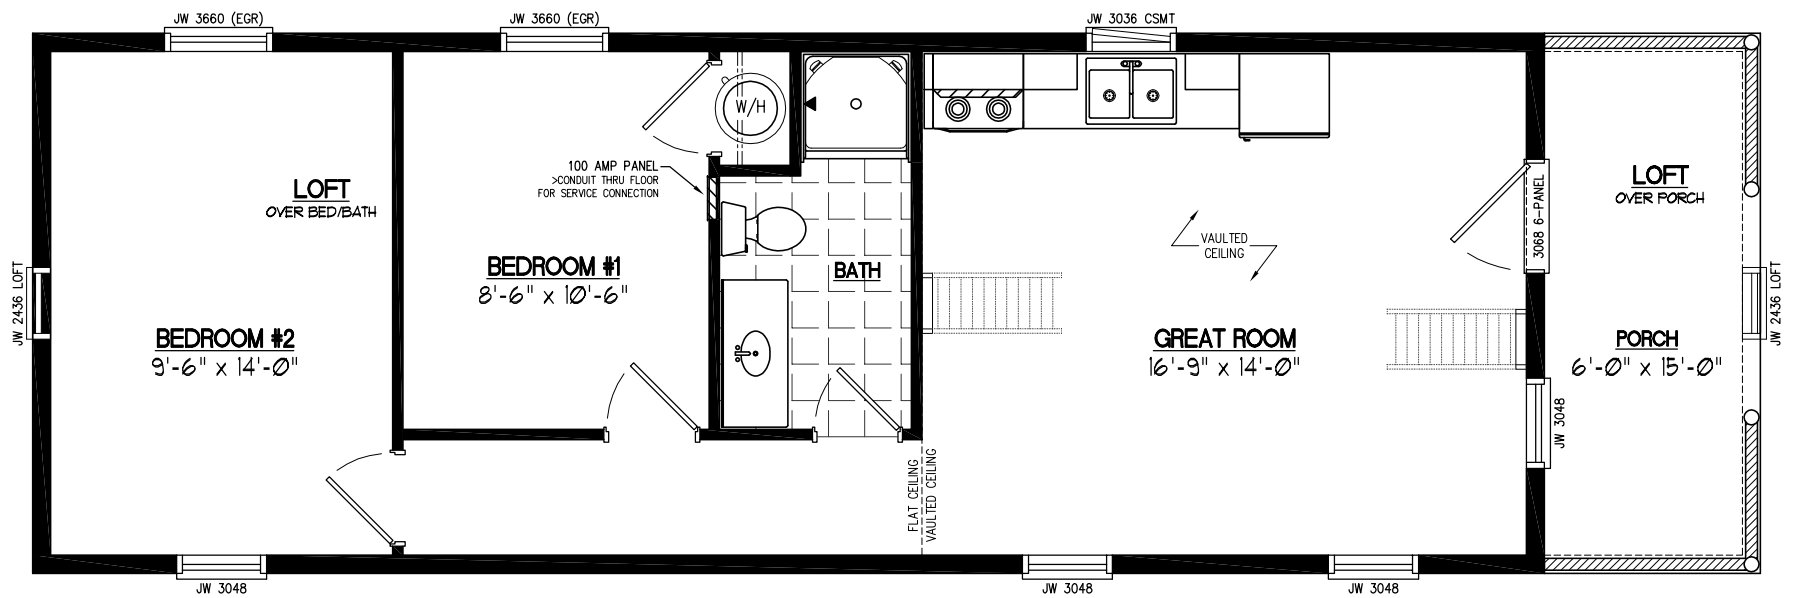 JW 3660 (EGR)
JW 3660 (EGR)
JW 3036 CSMT
W/H
100 AMP PANEL
>CONDUIT THRU FLOOR
FOR SERVICE CONNECTION
LOFT
OVER BED/BATH
BEDROOM #1
8'-6" x 10'-6"
BATH
VAULTED
CEILING
3068 6-PANEL
LOFT
OVER PORCH
JW 2436 LOFT
JW 2436 LOFT
BEDROOM #2
9'-6" x 14'-0"
GREAT ROOM
16'-9" x 14'-0"
PORCH
6'-0" x 15'-0"
JW 3048
FLAT CEILING
VAULTED CEILING
JW 3048
JW 3048
JW 3048